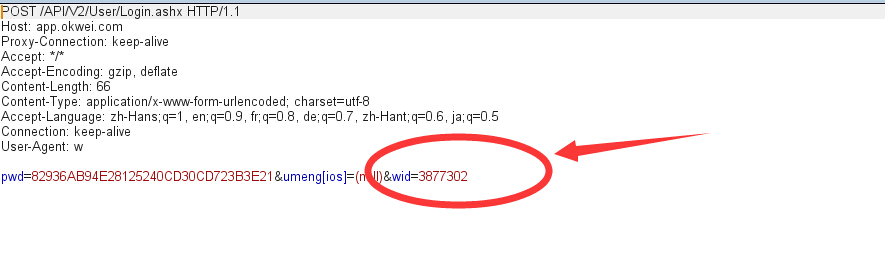 POST /API/V2/User/Login.ashx HTTP/1.1
Host: app.okwei.com
Proxy-Connection: keep-alive
Accept: */*
Accept-Encoding: gzip, deflate
Content-Length: 66
Content-Type: application/x-www-form-urlencoded; charset=utf-8
Accept-Language: zh-Hans;q=1, en;q=0.9, fr;q=0.8, de;q=0.7, zh-Hant;q=0.6, ja;q=0.5
Connection: keep-alive
User-Agent: w
pwd=82936AB94E28125240CD30CD723B3E21&umeng[ios]=(null)&wid=3877302